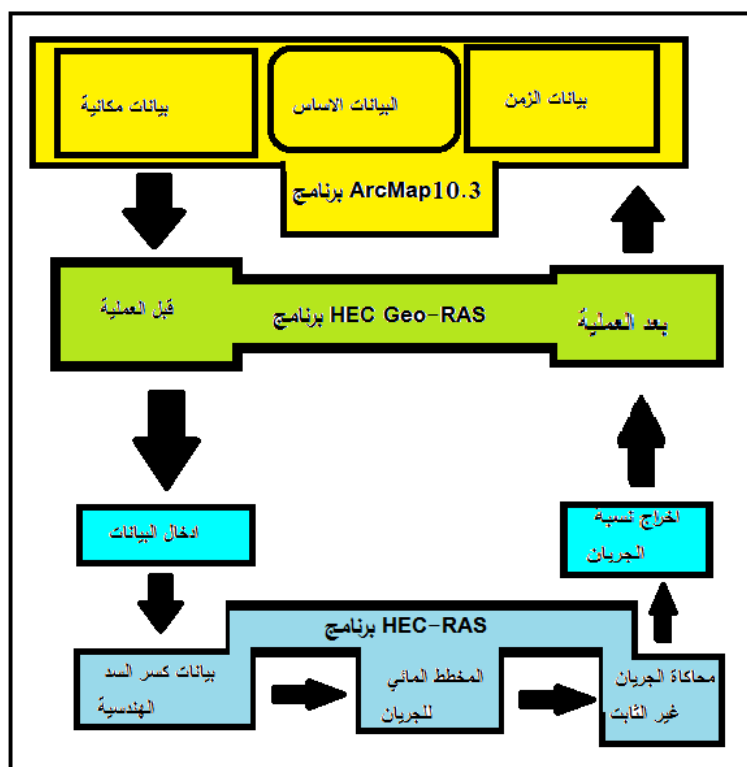 بيانات الزمن
البيانات الاساس
بيانات مكانية
برنامج ArcMap10.3
قبل العملية
برنامج HEC Geo-RAS
بعد العملية
ادخال البيانات
اخراج نسبة
الجريان
برنامج HEC-RAS
بيانات كسر السد
الهندسية
المخطط المائي
للجريان
محاكاة الجريان
غير الثابت